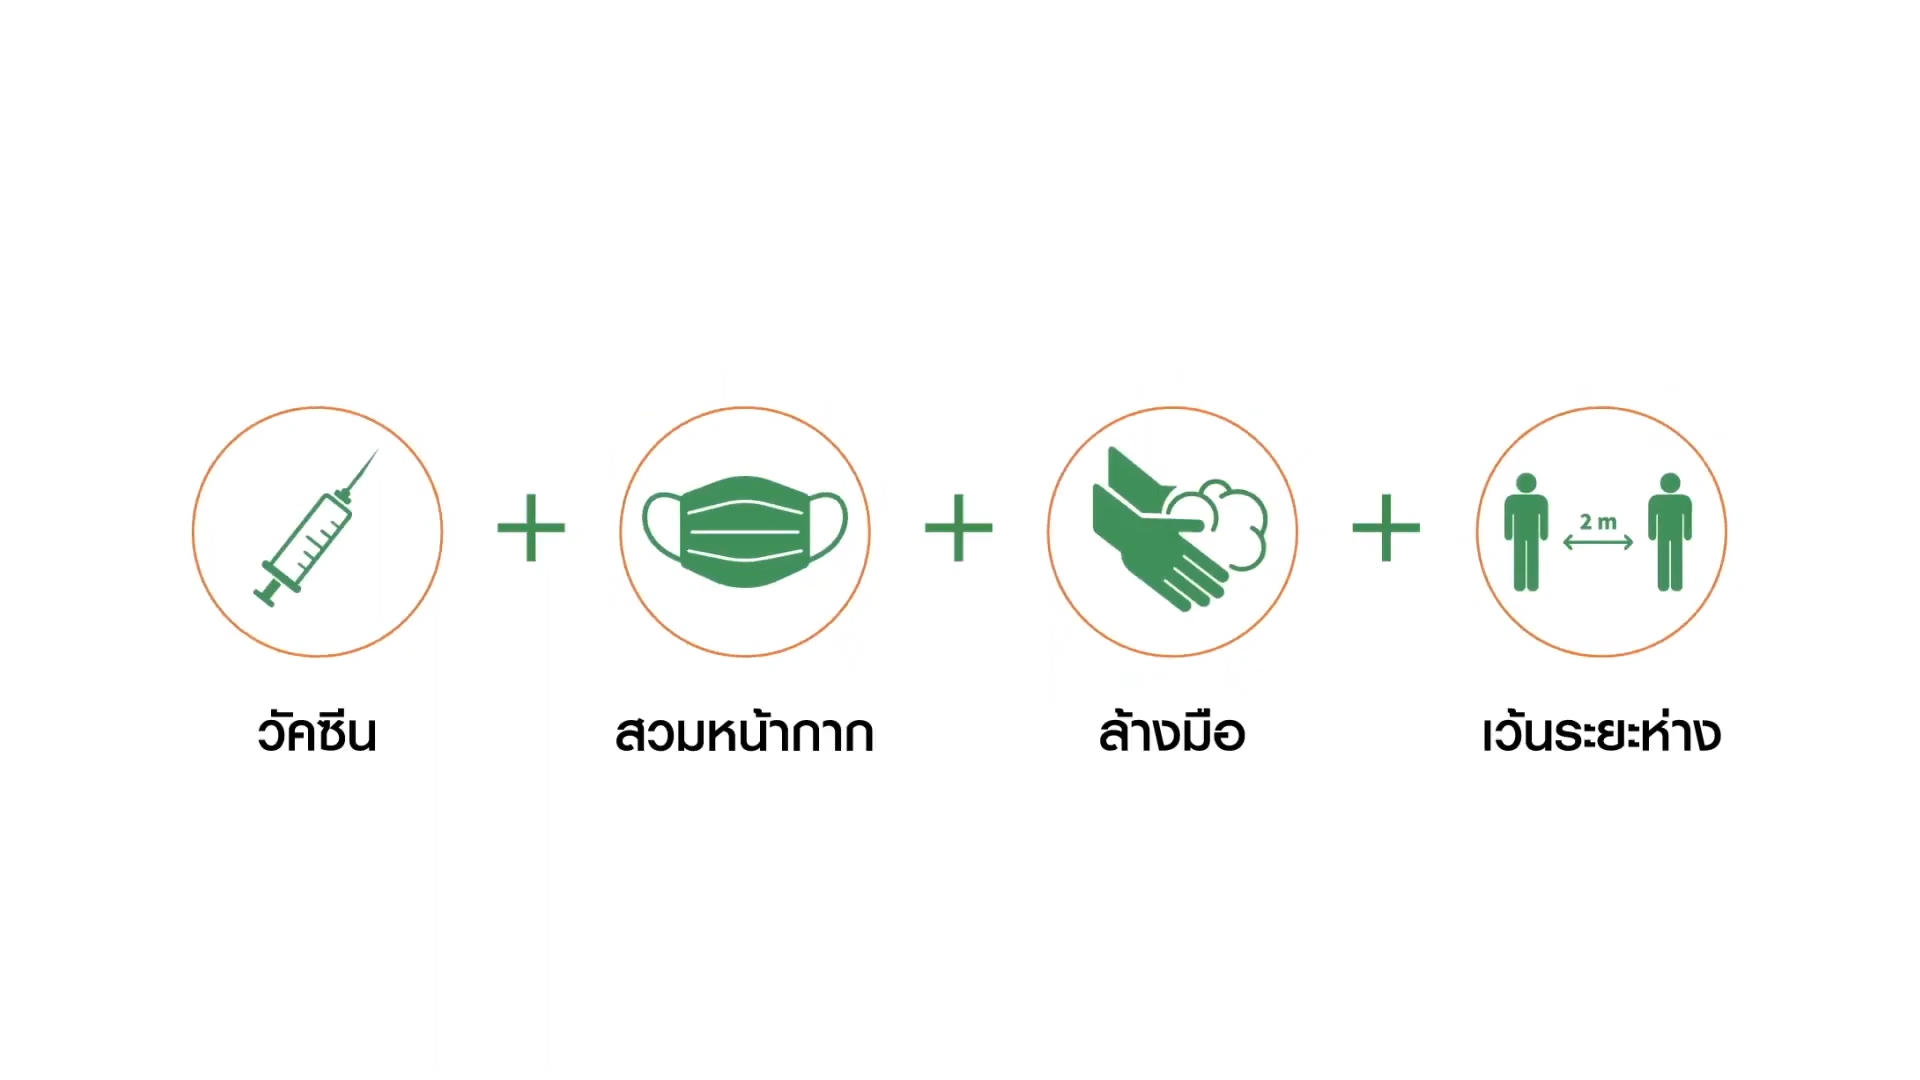 2 m
วัคซีน
สวมหน้ากาก
ล้างมือ
เว้นระยะห่าง